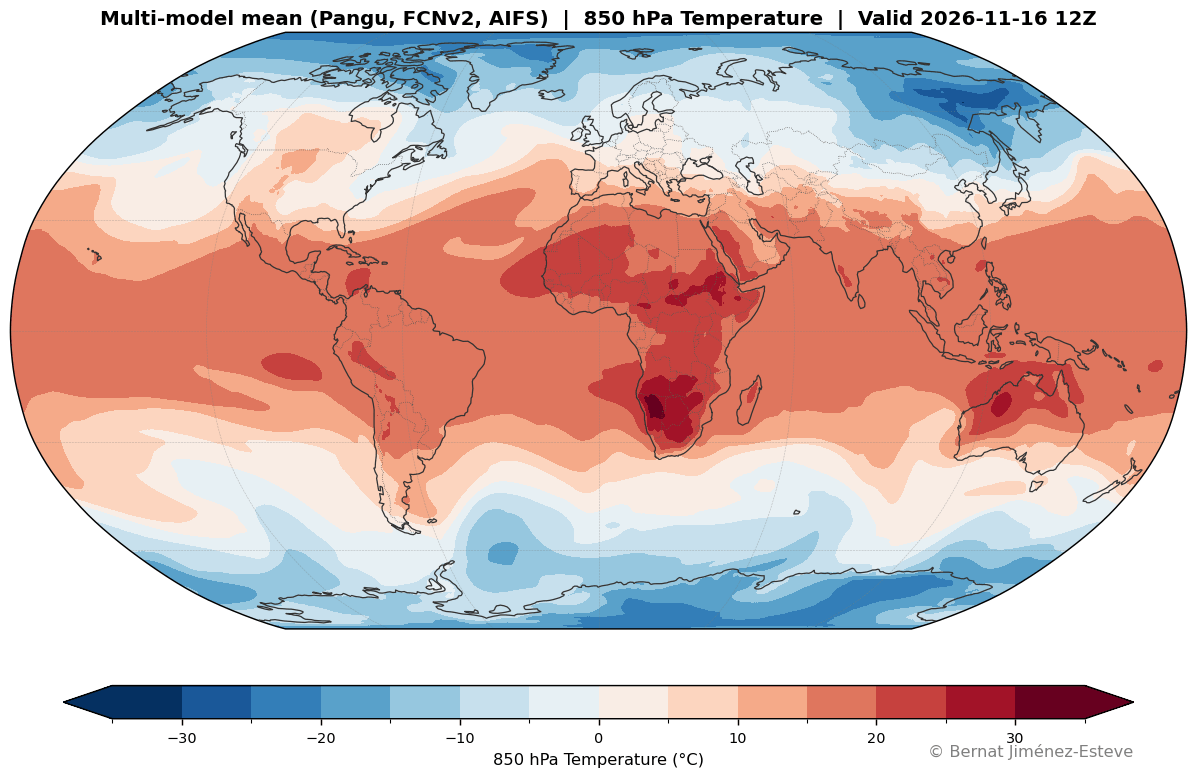 Multi-model mean (Pangu, FCNv2, AIFS) | 850 hPa Temperature | Valid 2026-11-16 12Z
−30 −20 −10 0 10 20 30
850 hPa Temperature (°C)
© Bernat Jiménez-Esteve